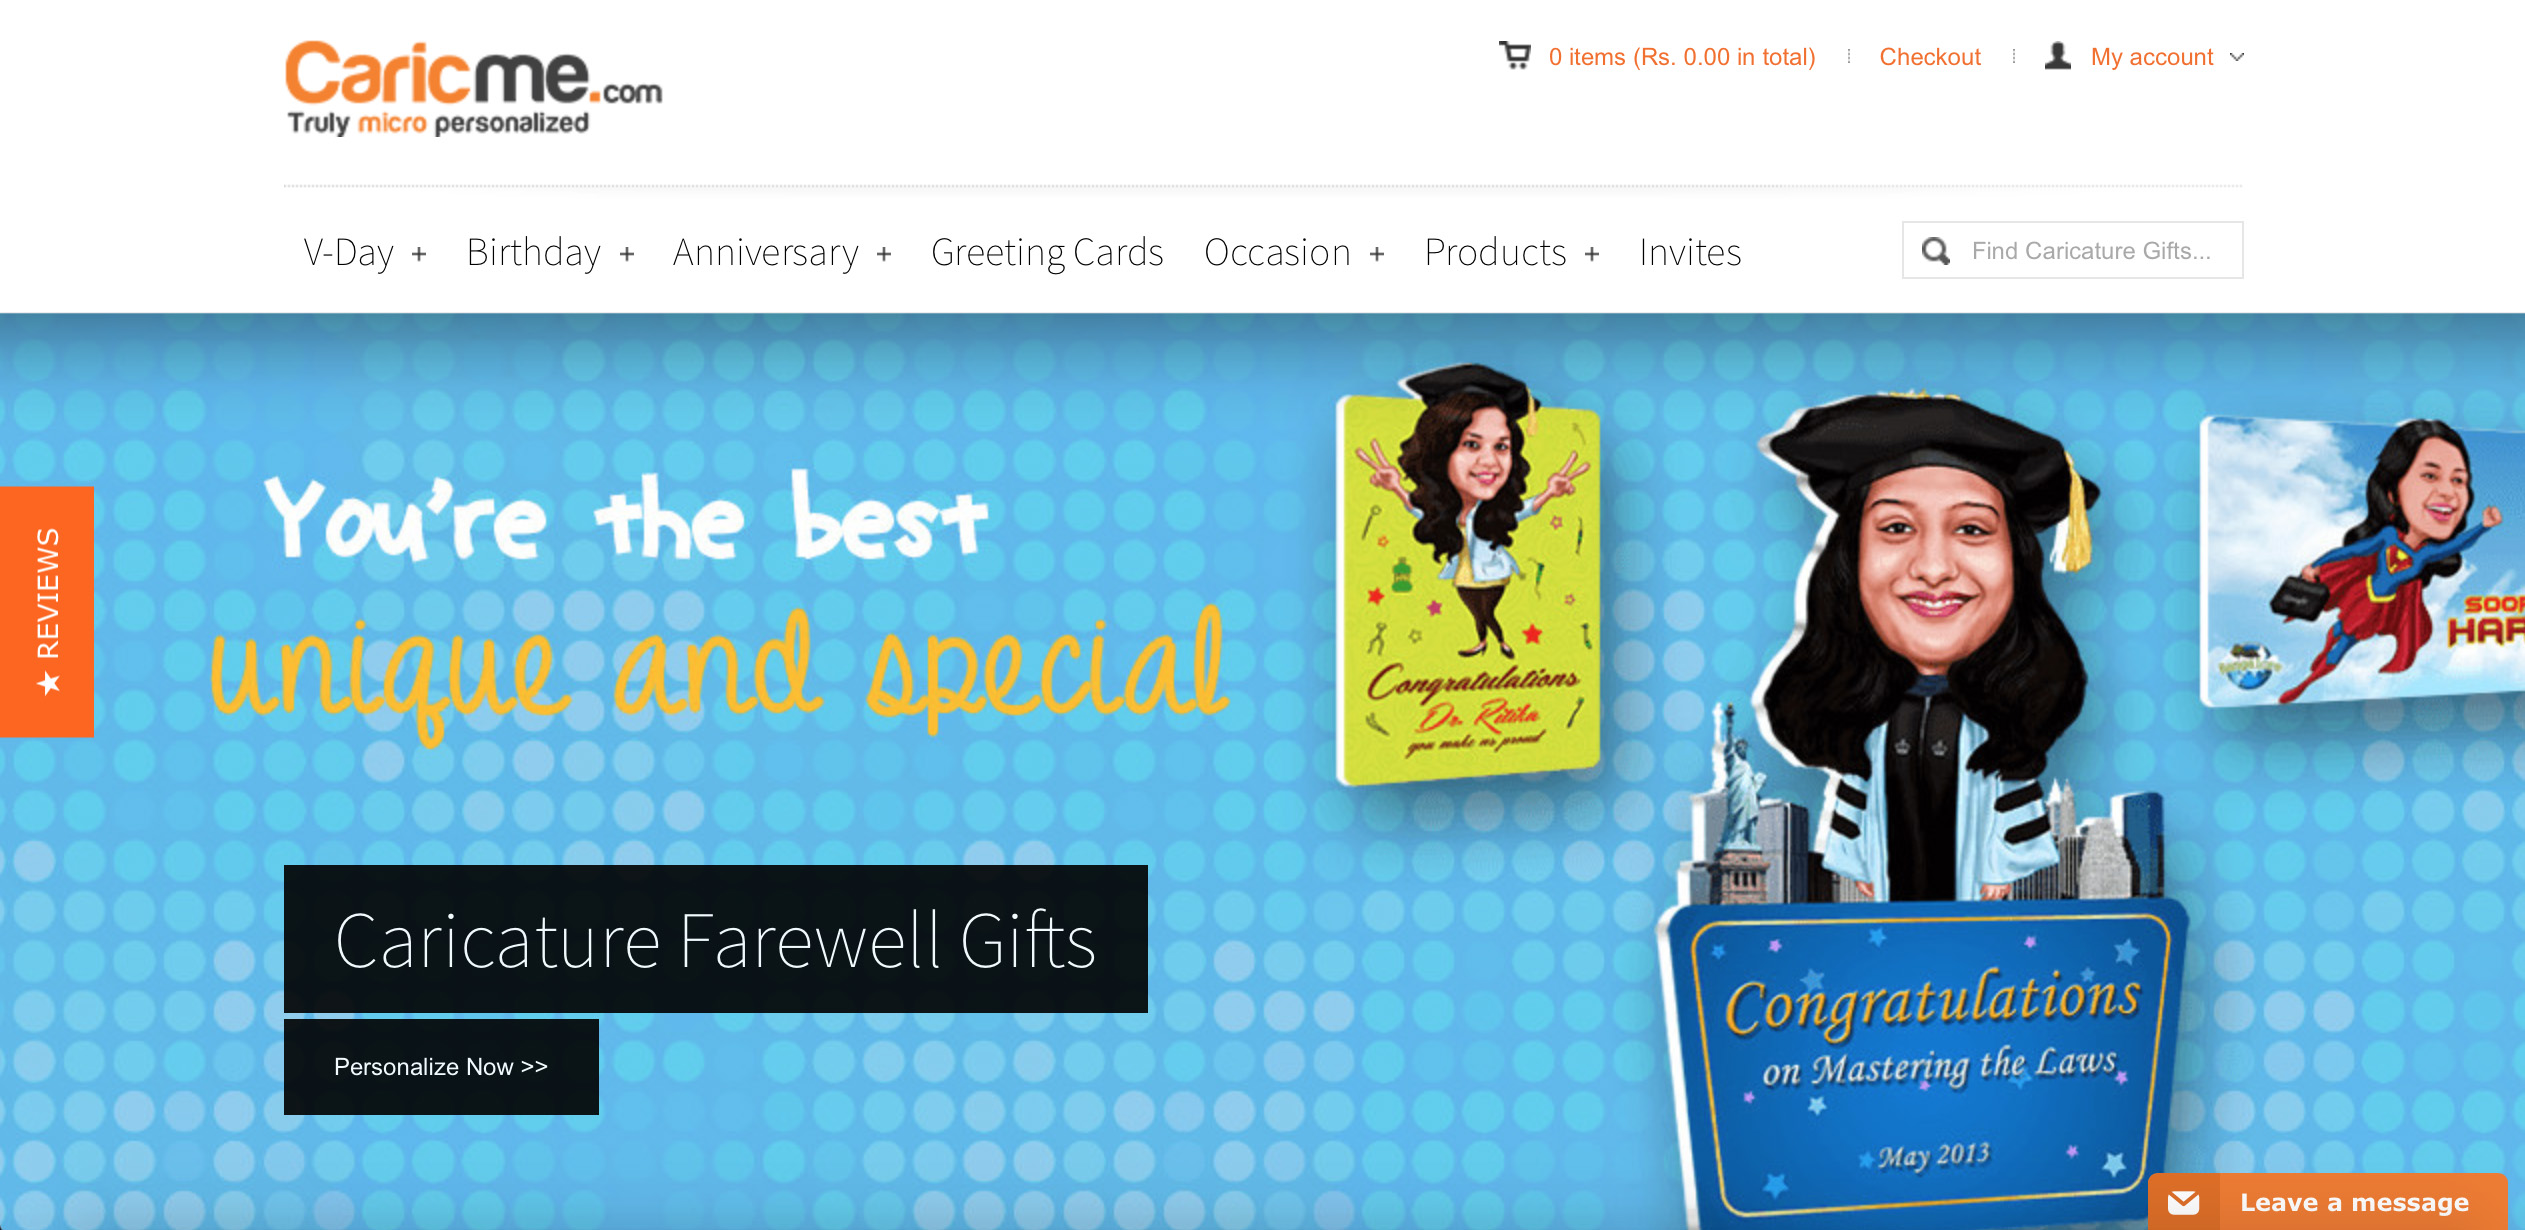 Caricme.com
Truly micro personalized
0 items (Rs. 0.00 in total)
Checkout
My account
V-Day +
Birthday +
Anniversary +
Greeting Cards
Occasion +
Products +
Invites
Find Caricature Gifts...
★ REVIEWS
You're the best
unique and special
Caricature Farewell Gifts
Personalize Now >>
Congratulations
Dr. Ritika
you make us proud
Congratulations
on Mastering the Laws
May 2013
Leave a message